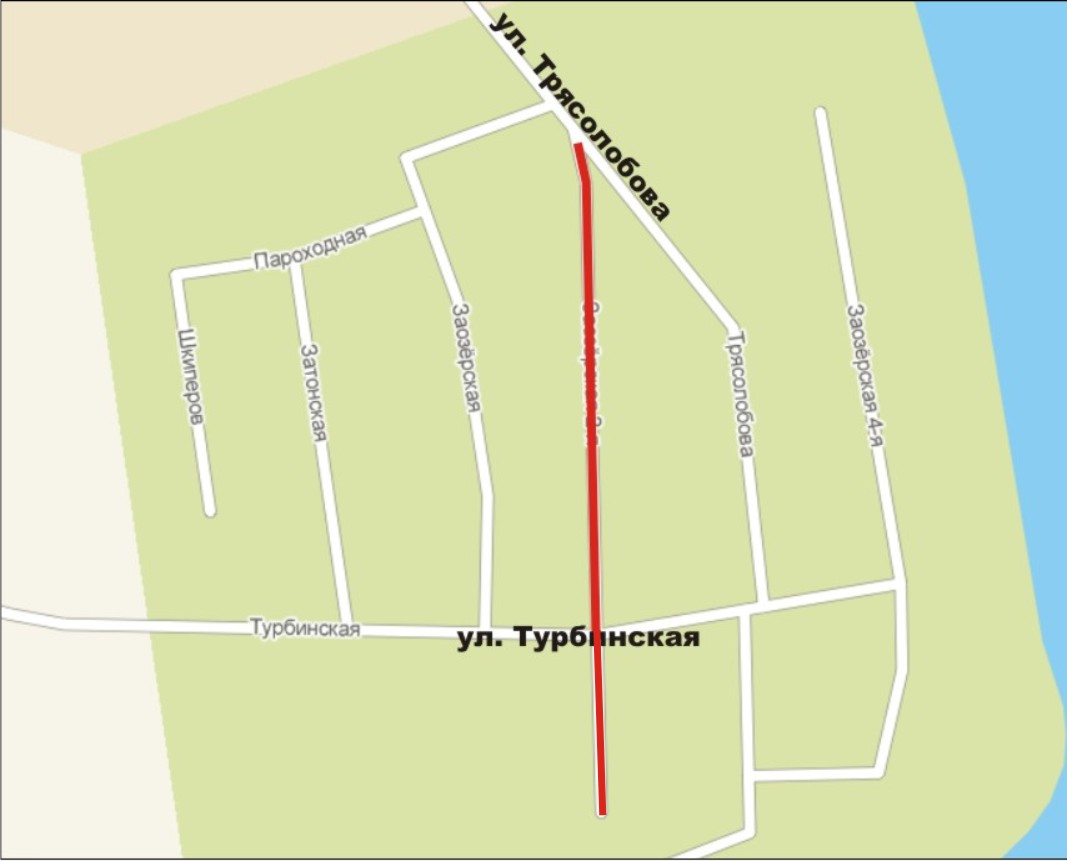 ул. Трясолобова
Пароходная
Шкиперов
Затонская
Заозёрская
Трясолобова
Заозёрская 4-я
Турбинская
ул. Турбинская